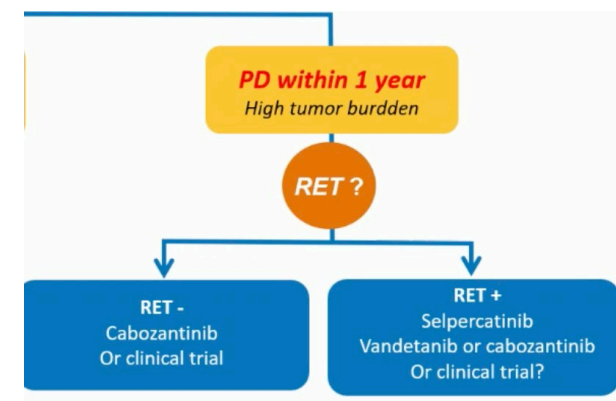 PD within 1 year
High tumor burdden
RET ?
RET -
Cabozantinib
Or clinical trial
RET +
Selpercatinib
Vandetanib or cabozantinib
Or clinical trial?